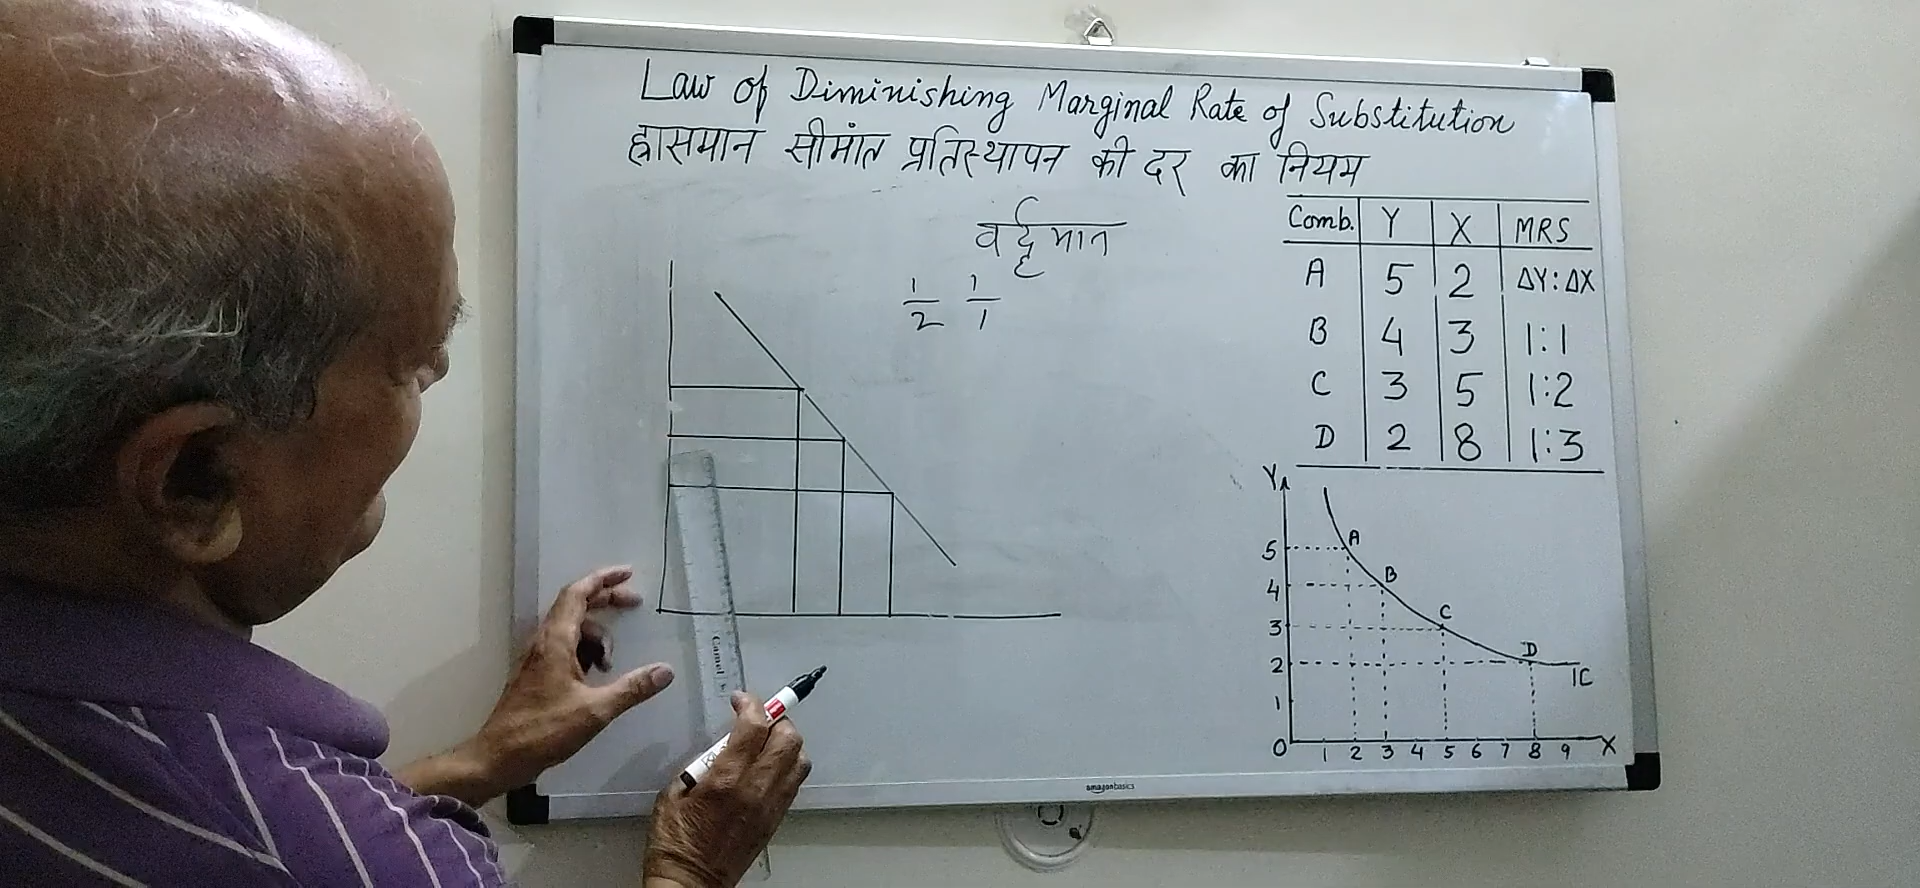 Law of Diminishing Marginal Rate of Substitution
ह्रासमान सीमांत प्रतिस्थापन की दर का नियम
वर्द्धमान
1/2 1/1
Comb. Y X MRS
A 5 2 ΔY:ΔX
B 4 3 1:1
C 3 5 1:2
D 2 8 1:3
Y
5 A
4 B
3 C
2 D
IC
1
0 1 2 3 4 5 6 7 8 9 X
Camel
amazonbasics